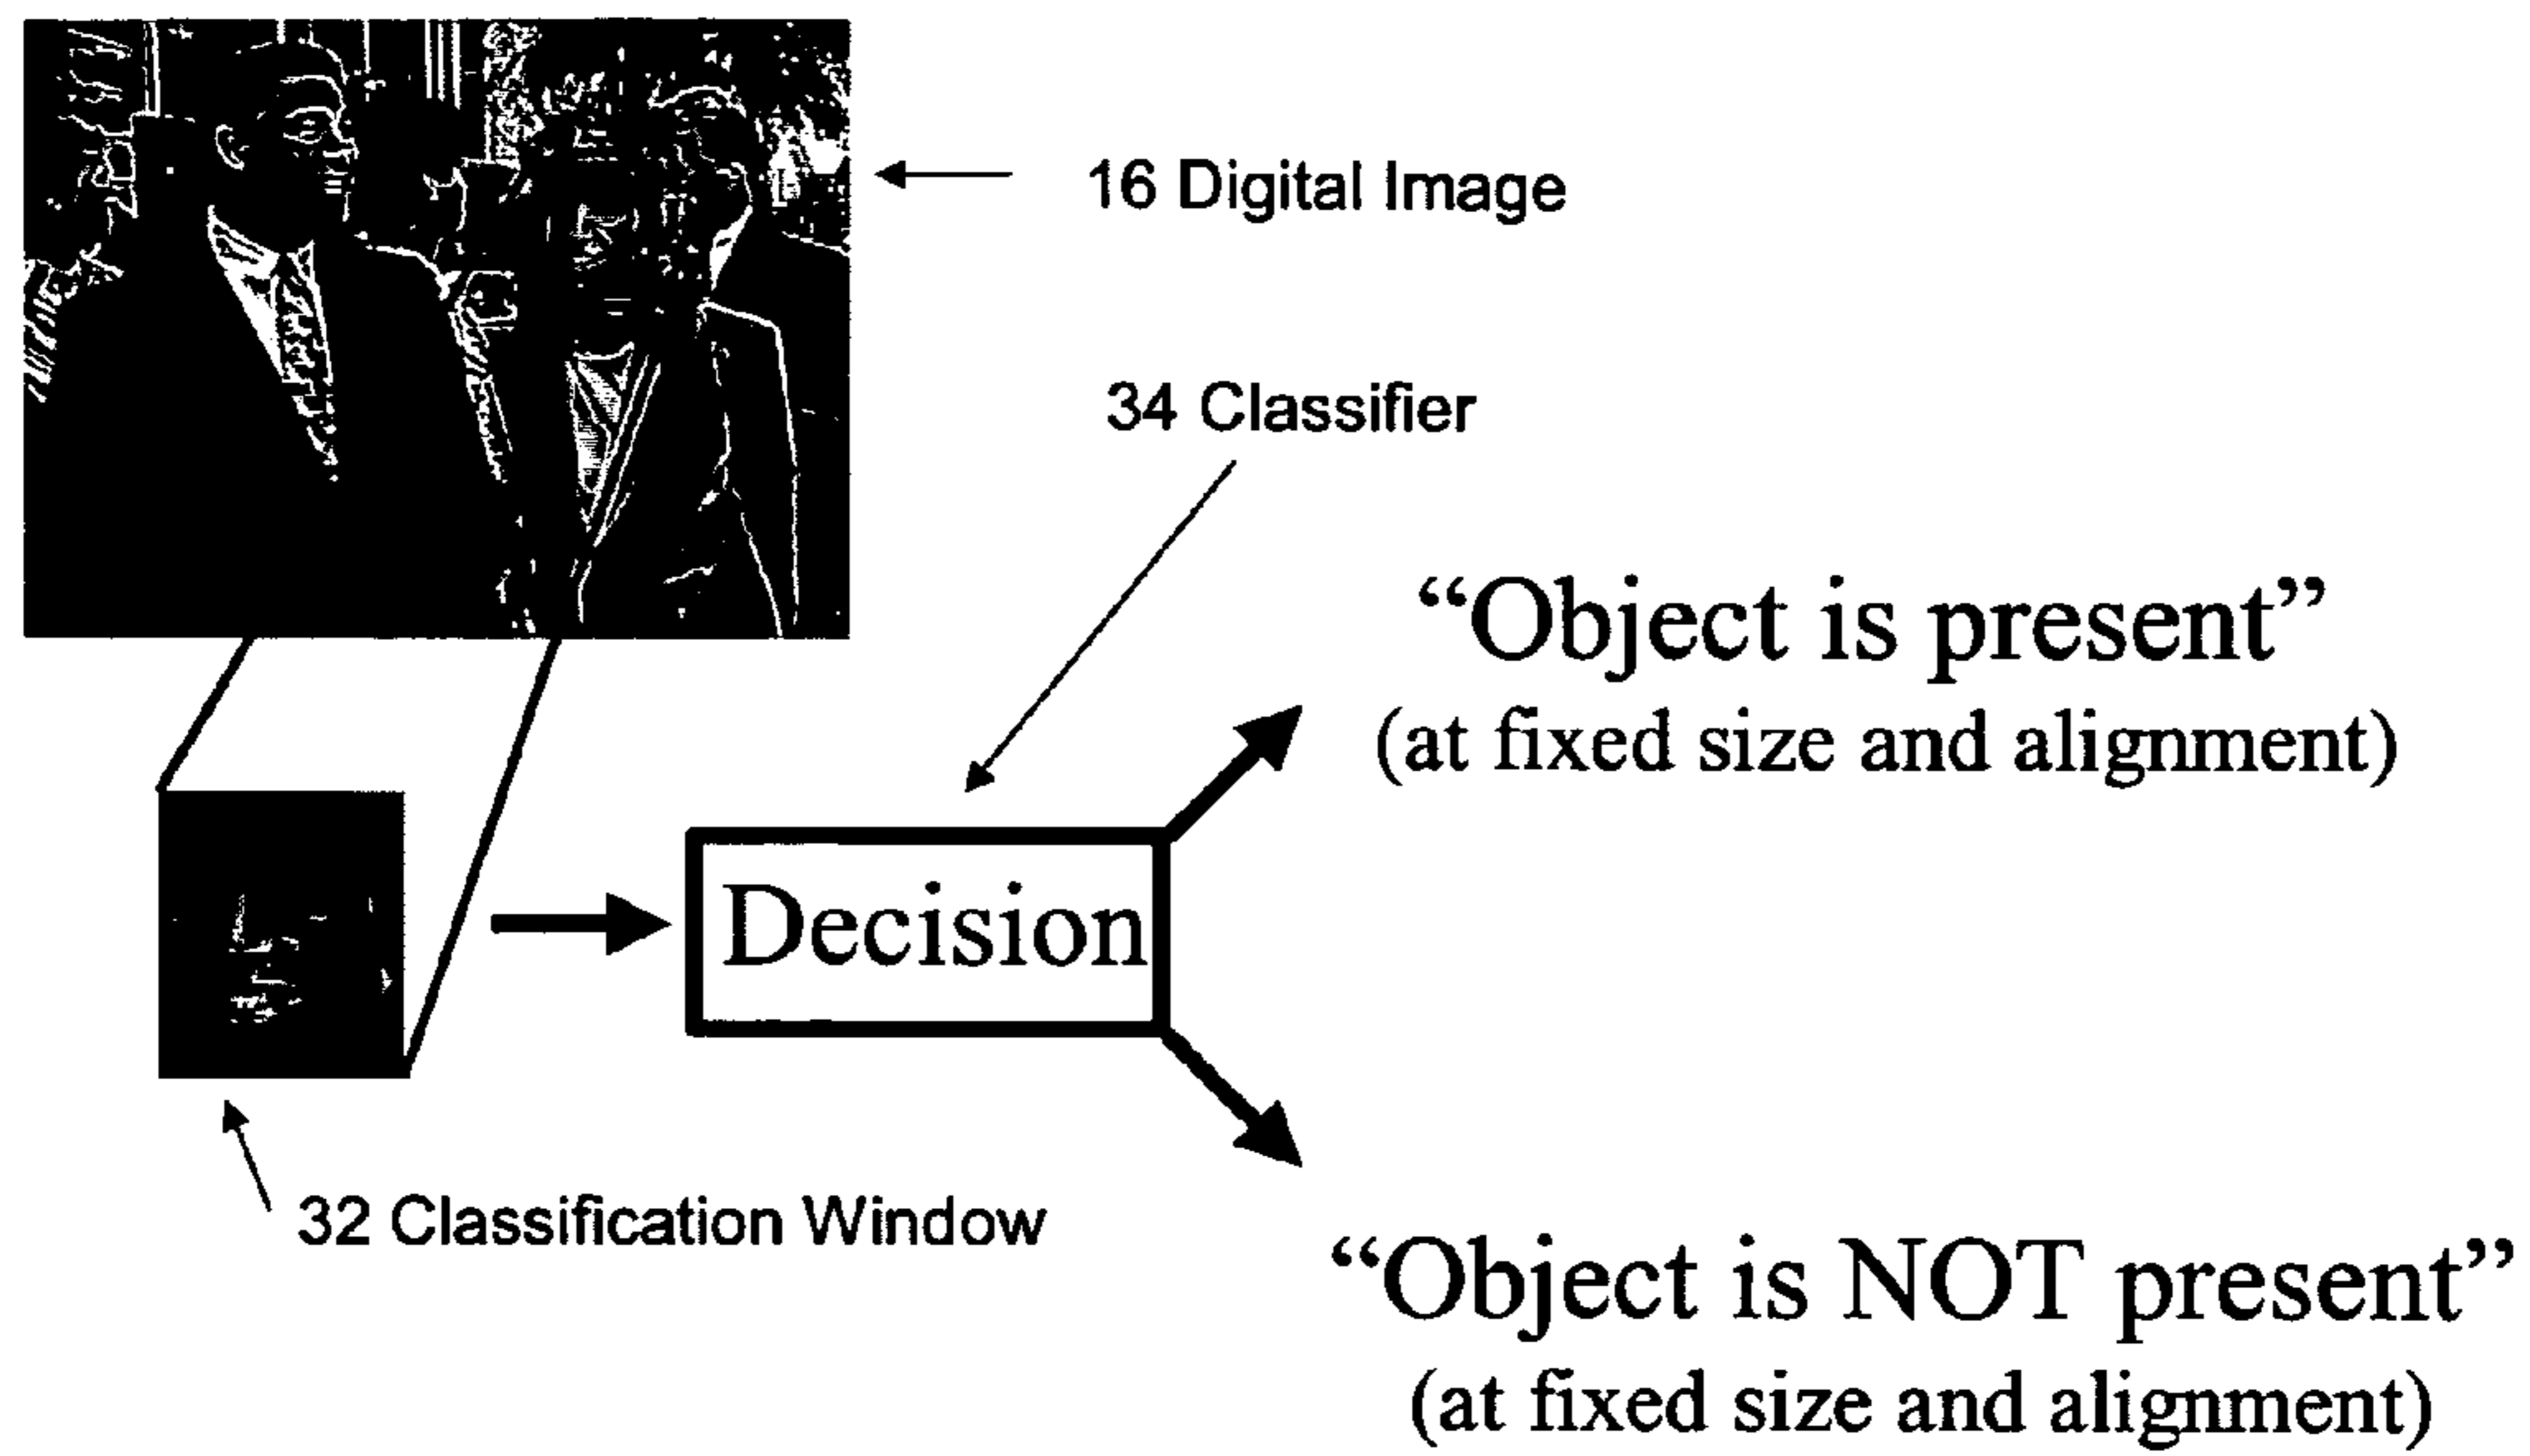 16 Digital Image
34 Classifier
“Object is present”
(at fixed size and alignment)
Decision
32 Classification Window
“Object is NOT present”
(at fixed size and alignment)